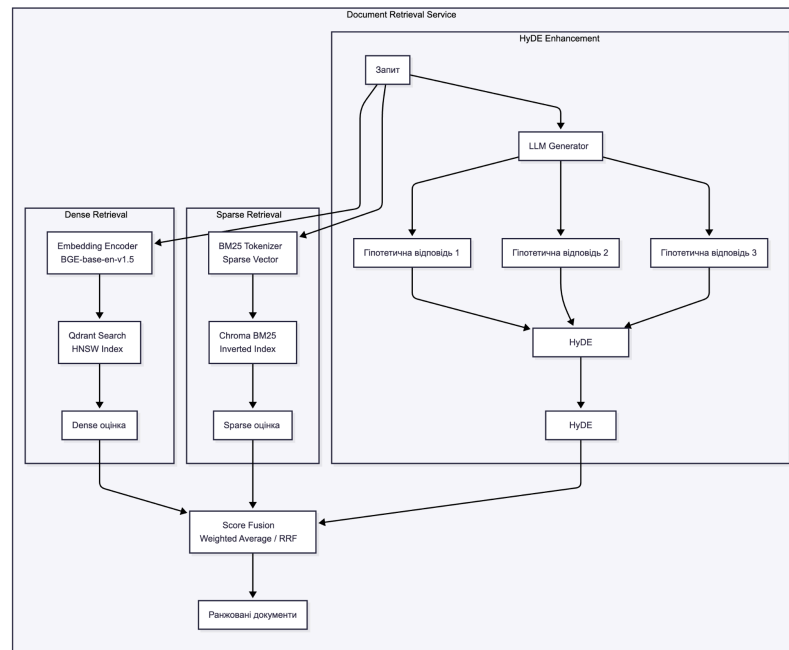 Document Retrieval Service
HyDE Enhancement
Запит
LLM Generator
Dense Retrieval
Sparse Retrieval
Embedding Encoder
BGE-base-en-v1.5
BM25 Tokenizer
Sparse Vector
Гіпотетична відповідь 1
Гіпотетична відповідь 2
Гіпотетична відповідь 3
Qdrant Search
HNSW Index
Chroma BM25
Inverted Index
HyDE
Dense оцінка
Sparse оцінка
HyDE
Score Fusion
Weighted Average / RRF
Ранжовані документи